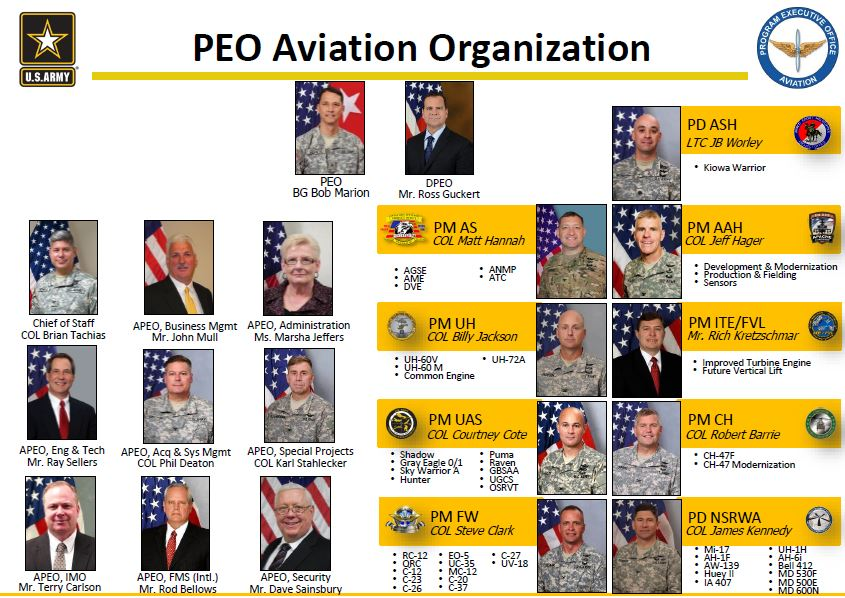 PEO Aviation Organization
U.S.ARMY
PROGRAM EXECUTIVE OFFICE
AVIATION
PEO
BG Bob Marion
DPEO
Mr. Ross Guckert
PD ASH
LTC JB Worley
• Kiowa Warrior
Chief of Staff
COL Brian Tachias
APEO, Business Mgmt
Mr. John Mull
APEO, Administration
Ms. Marsha Jeffers
APEO, Eng & Tech
Mr. Ray Sellers
APEO, Acq & Sys Mgmt
COL Phil Deaton
APEO, Special Projects
COL Karl Stahlecker
APEO, IMO
Mr. Terry Carlson
APEO, FMS (Intl.)
Mr. Rod Bellows
APEO, Security
Mr. Dave Sainsbury
PM AS
COL Matt Hannah
• AGSE
• AME
• DVE
• ANMP
• ATC
PM AAH
COL Jeff Hager
• Development & Modernization
• Production & Fielding
• Sensors
PM UH
COL Billy Jackson
• UH-60V
• UH-60 M
• Common Engine
• UH-72A
PM ITE/FVL
Mr. Rich Kretzschmar
• Improved Turbine Engine
• Future Vertical Lift
PM UAS
COL Courtney Cote
• Shadow
• Gray Eagle 0/1
• Sky Warrior A
• Hunter
• Puma
• Raven
• GBSAA
• UGCS
• OSRVT
PM CH
COL Robert Barrie
• CH-47F
• CH-47 Modernization
PM FW
COL Steve Clark
• RC-12
• QRC
• C-12
• C-23
• C-26
• EO-5
• UC-35
• MC-12
• C-20
• C-37
• C-27
• UV-18
PD NSRWA
COL James Kennedy
• Mi-17
• AH-1F
• AW-139
• Huey II
• IA 407
• UH-1H
• AH-6i
• Bell 412
• MD 530F
• MD 500E
• MD 600N